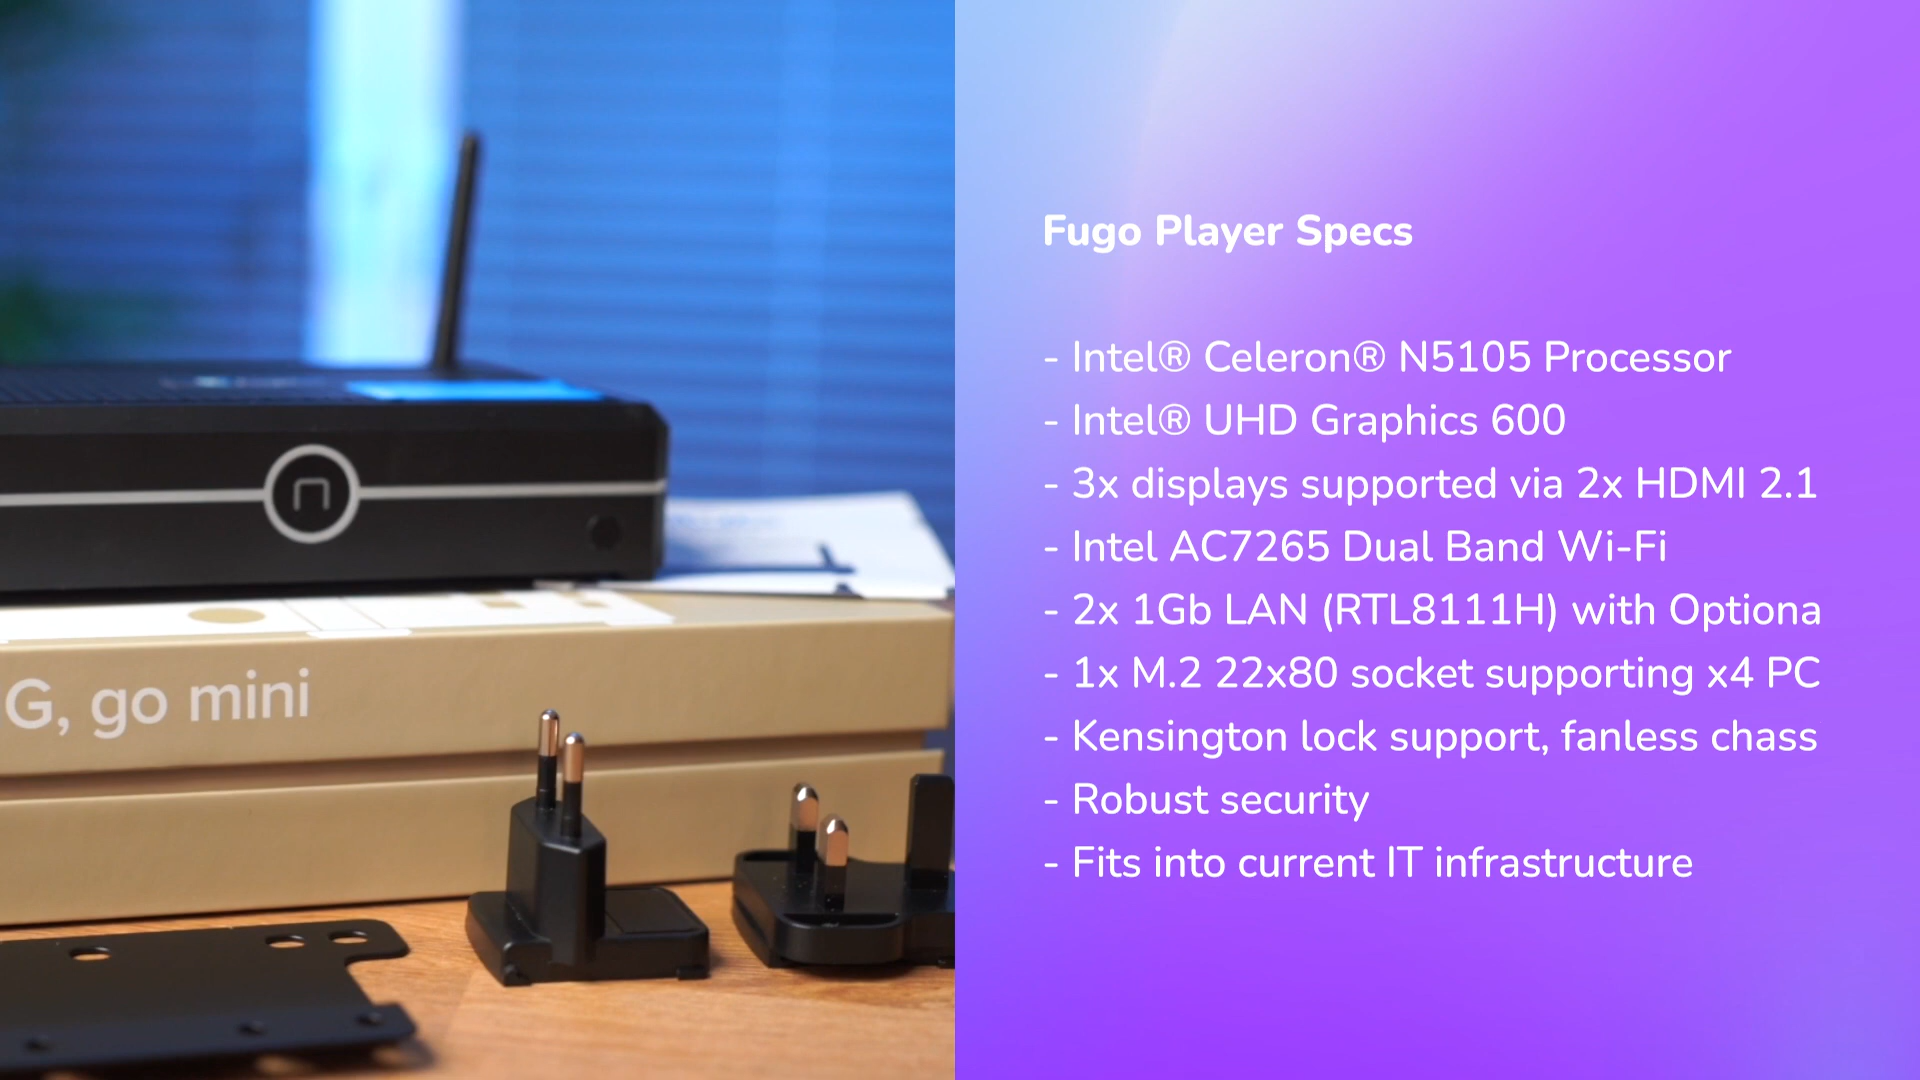 G, go mini
Fugo Player Specs
- Intel® Celeron® N5105 Processor
- Intel® UHD Graphics 600
- 3x displays supported via 2x HDMI 2.1
- Intel AC7265 Dual Band Wi-Fi
- 2x 1Gb LAN (RTL8111H) with Optiona
- 1x M.2 22x80 socket supporting x4 PC
- Kensington lock support, fanless chass
- Robust security
- Fits into current IT infrastructure